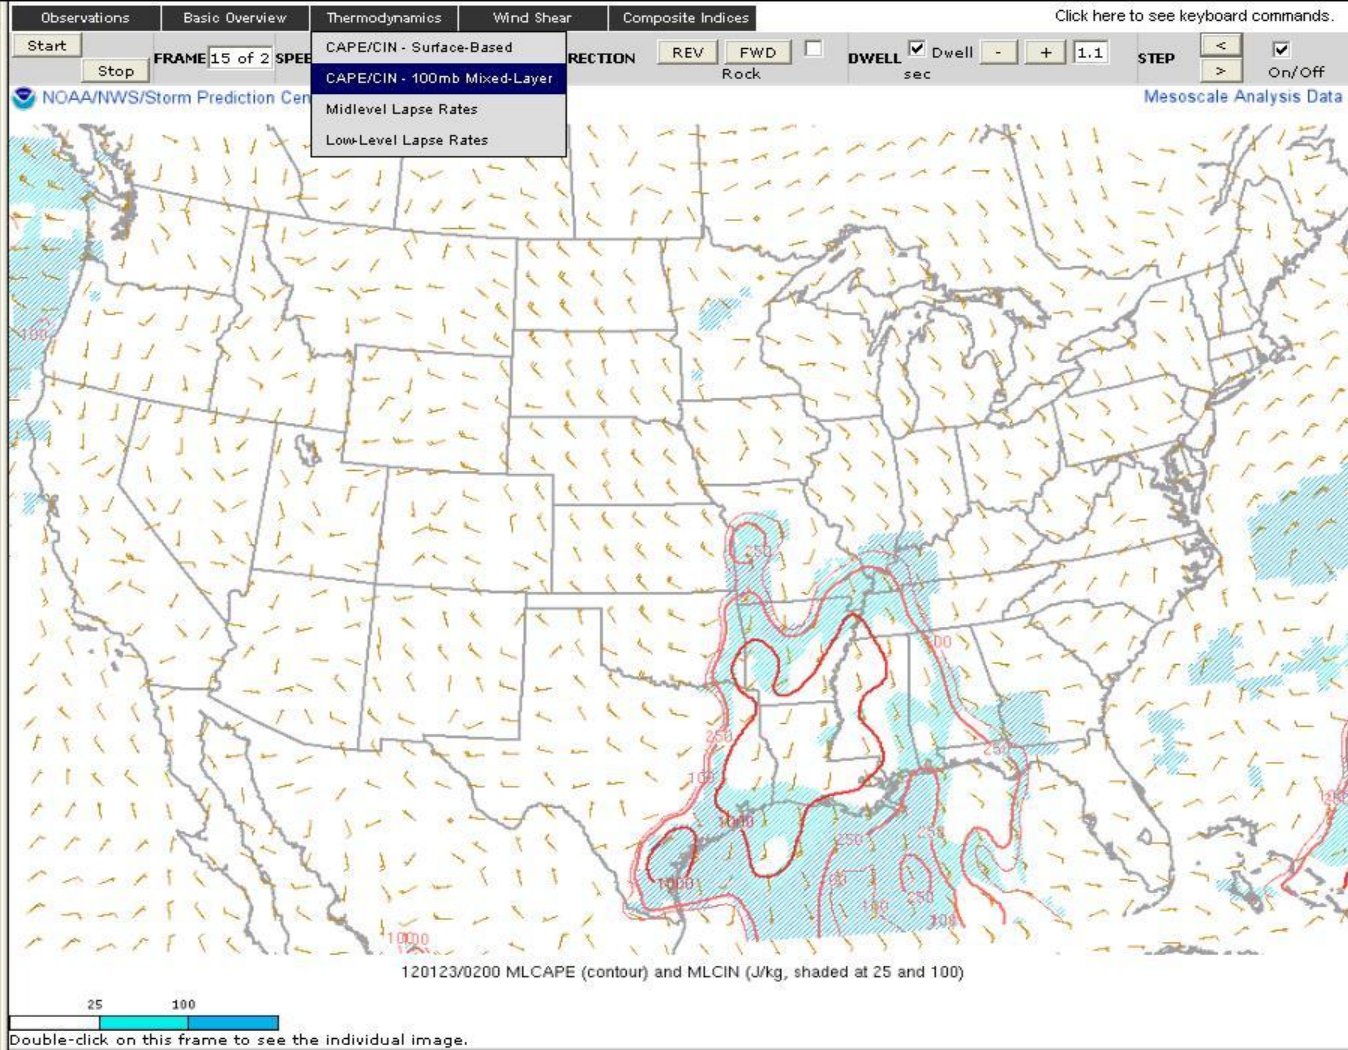 Observations Basic Overview Thermodynamics Wind Shear Composite Indices Click here to see keyboard commands.
Start Stop FRAME 15 of 2 SPEE RECTION REV FWD Rock DWELL Dwell - + 1.1 sec STEP < > On/Off
CAPE/CIN - Surface-Based
CAPE/CIN - 100mb Mixed-Layer
Midlevel Lapse Rates
Low-Level Lapse Rates
NOAA/NWS/Storm Prediction Cen Mesoscale Analysis Data
100
250
100
250
250
10
1000
250
250
250
1000
100
250
100
100
120123/0200 MLCAPE (contour) and MLCIN (J/kg, shaded at 25 and 100)
25 100
Double-click on this frame to see the individual image.